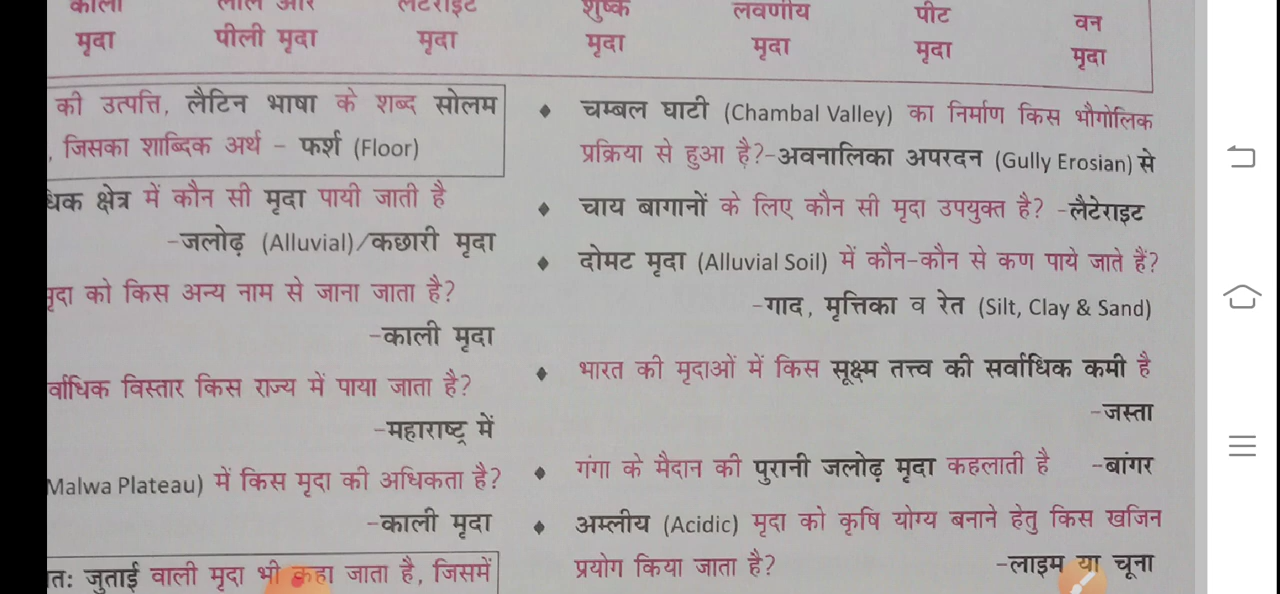 काली लाल और लैटेराइट शुष्क लवणीय पीट वन
मृदा पीली मृदा मृदा मृदा मृदा मृदा मृदा
की उत्पत्ति, लैटिन भाषा के शब्द सोलम
, जिसका शाब्दिक अर्थ – फर्श (Floor)
धिक क्षेत्र में कौन सी मृदा पायी जाती है
-जलोढ़ (Alluvial)/कछारी मृदा
मृदा को किस अन्य नाम से जाना जाता है?
-काली मृदा
र्वाधिक विस्तार किस राज्य में पाया जाता है?
-महाराष्ट्र में
Malwa Plateau) में किस मृदा की अधिकता है?
-काली मृदा
तः जुताई वाली मृदा भी कहा जाता है, जिसमें
♦ चम्बल घाटी (Chambal Valley) का निर्माण किस भौगोलिक
प्रक्रिया से हुआ है?-अवनालिका अपरदन (Gully Erosian) से
♦ चाय बागानों के लिए कौन सी मृदा उपयुक्त है? -लैटेराइट
♦ दोमट मृदा (Alluvial Soil) में कौन-कौन से कण पाये जाते हैं?
-गाद, मृत्तिका व रेत (Silt, Clay & Sand)
♦ भारत की मृदाओं में किस सूक्ष्म तत्त्व की सर्वाधिक कमी है
-जस्ता
♦ गंगा के मैदान की पुरानी जलोढ़ मृदा कहलाती है -बांगर
♦ अम्लीय (Acidic) मृदा को कृषि योग्य बनाने हेतु किस खजिन
प्रयोग किया जाता है? -लाइम या चूना